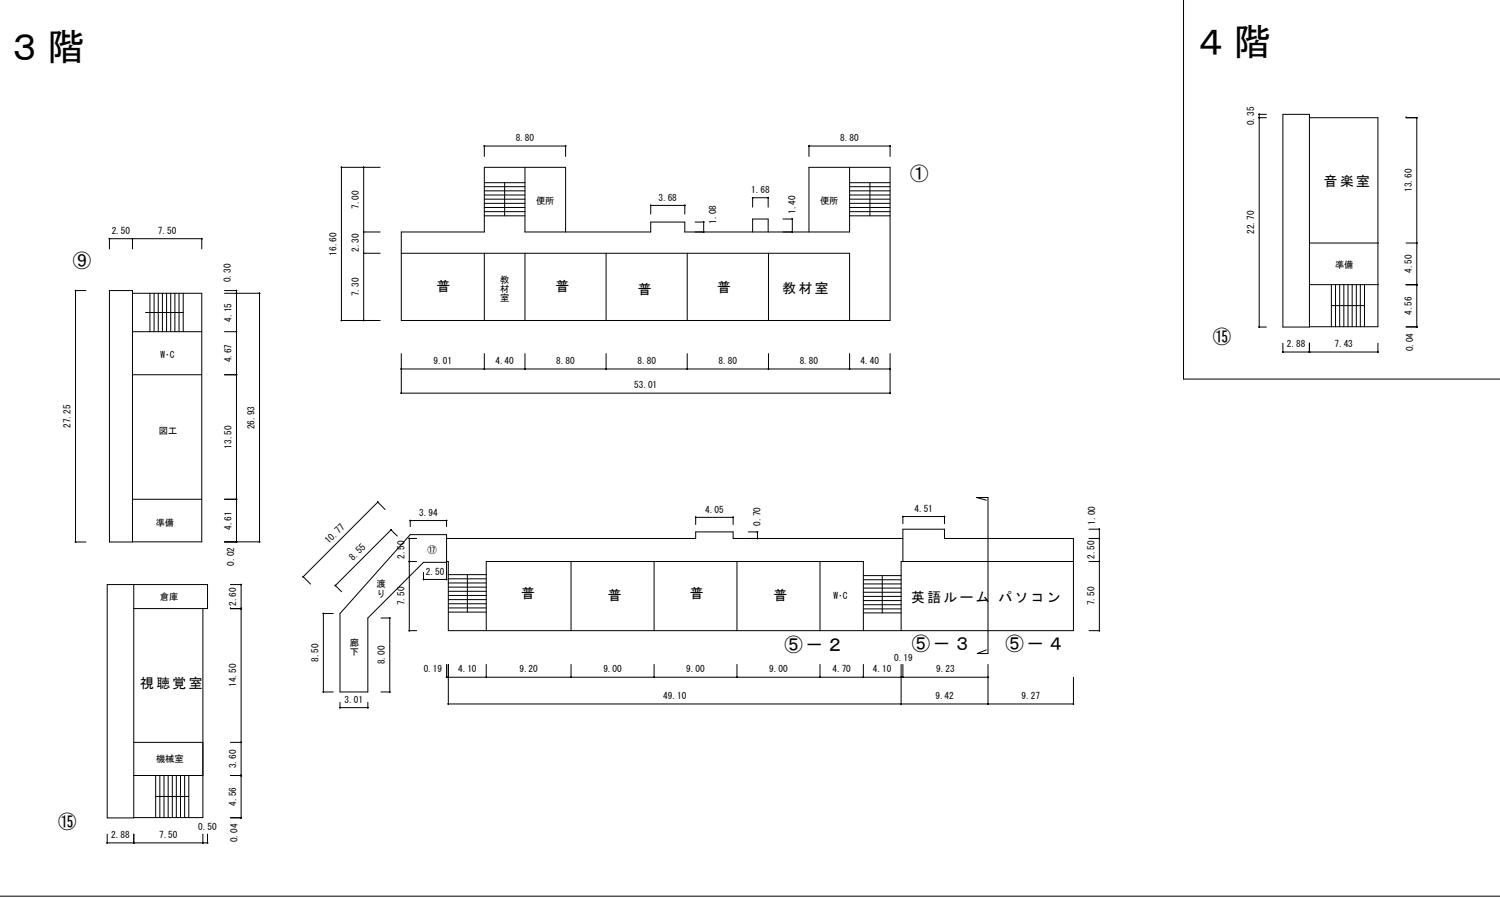 ３階
４階
8.80
8.80
①
便所
便所
3.68
1.08
1.68
1.40
7.00
2.30
7.30
16.60
普
教材室
普
普
普
教材室
9.01
4.40
8.80
8.80
8.80
8.80
4.40
53.01
0.35
22.70
音楽室
準備
13.60
4.50
4.56
0.04
⑮
2.88
7.43
2.50
7.50
⑨
0.30
4.15
4.67
13.50
4.61
0.02
27.25
26.93
W・C
図工
準備
倉庫
視聴覚室
機械室
2.60
14.50
3.60
4.56
0.04
⑮
2.88
7.50
0.50
10.77
8.55
3.94
2.50
⑰
2.50
7.50
渡り
廊下
8.50
8.00
3.01
4.05
0.70
4.51
1.00
2.50
7.50
普
普
普
普
W・C
英語ルーム
パソコン
⑤－２
⑤－３
⑤－４
0.19
4.10
9.20
9.00
9.00
9.00
4.70
4.10
0.19
9.23
49.10
9.42
9.27